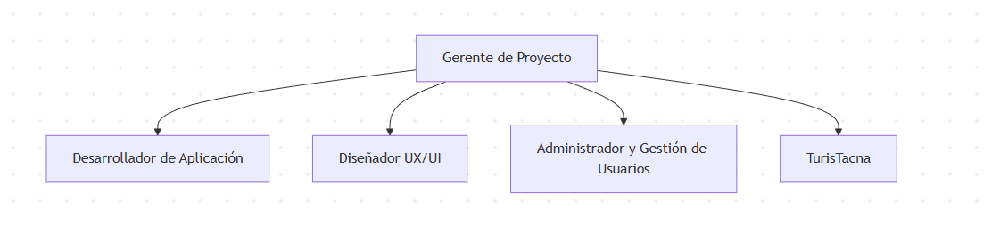 Gerente de Proyecto
Desarrollador de Aplicación
Diseñador UX/UI
Administrador y Gestión de
Usuarios
TurisTacna